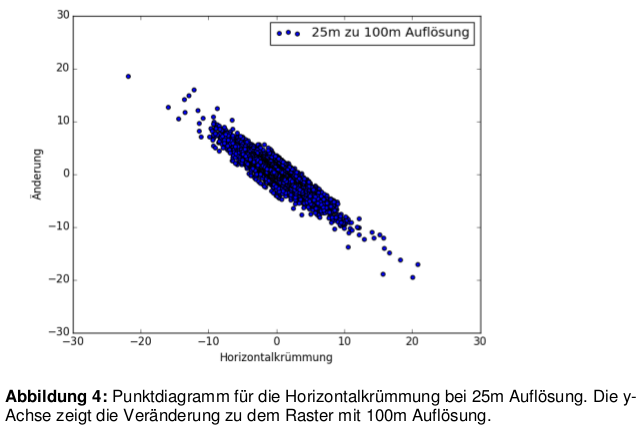 30
25m zu 100m Auflösung
20
10
0
−10
−20
−30
Änderung
−30 −20 −10 0 10 20 30
Horizontalkrümmung
Abbildung 4: Punktdiagramm für die Horizontalkrümmung bei 25m Auflösung. Die y-
Achse zeigt die Veränderung zu dem Raster mit 100m Auflösung.